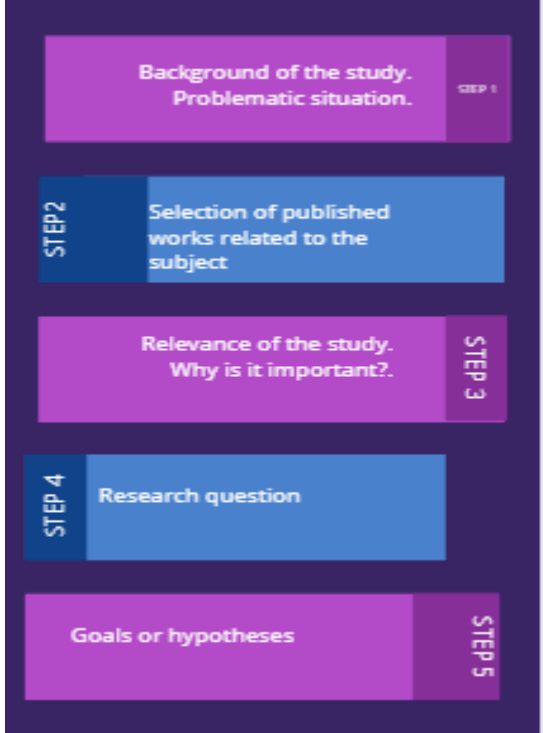 Background of the study.
Problematic situation.
STEP 1
STEP2
Selection of published
works related to the
subject
Relevance of the study.
Why is it important?.
STEP 3
STEP 4
Research question
Goals or hypotheses
STEP 5